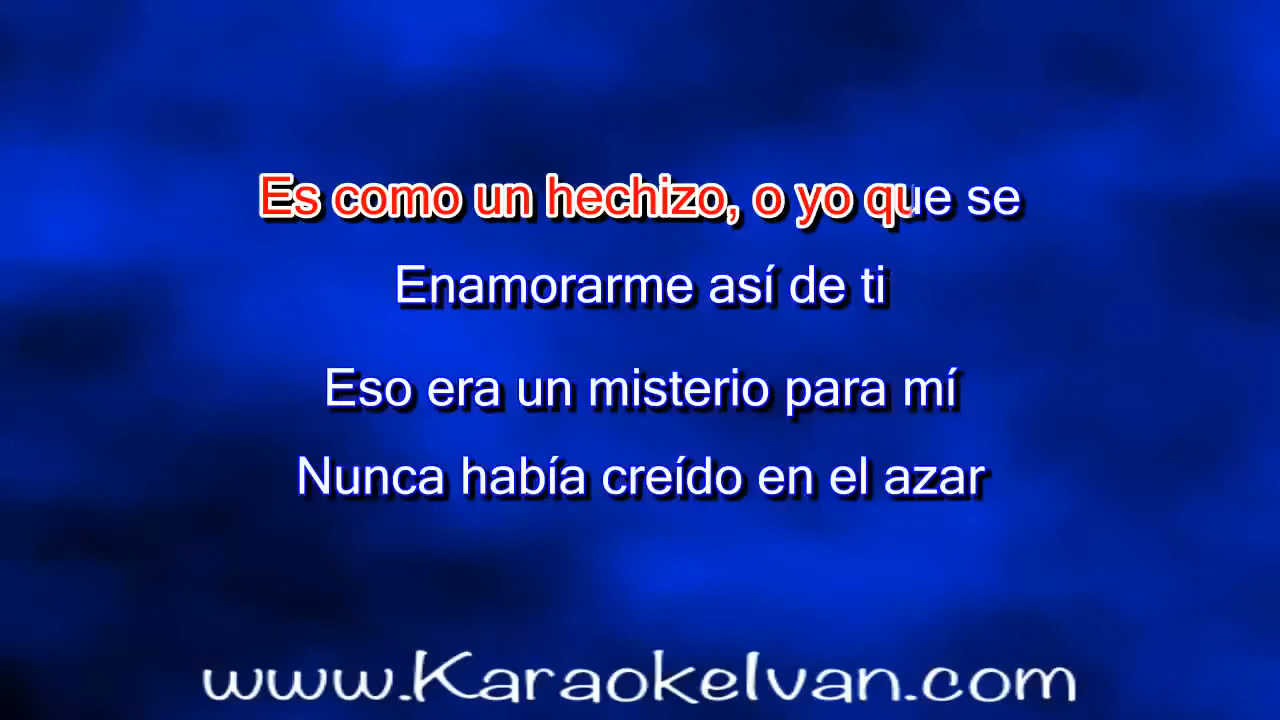 Es como un hechizo, o yo que se
Enamorarme así de ti
Eso era un misterio para mí
Nunca había creído en el azar
www.KaraokeIvan.com